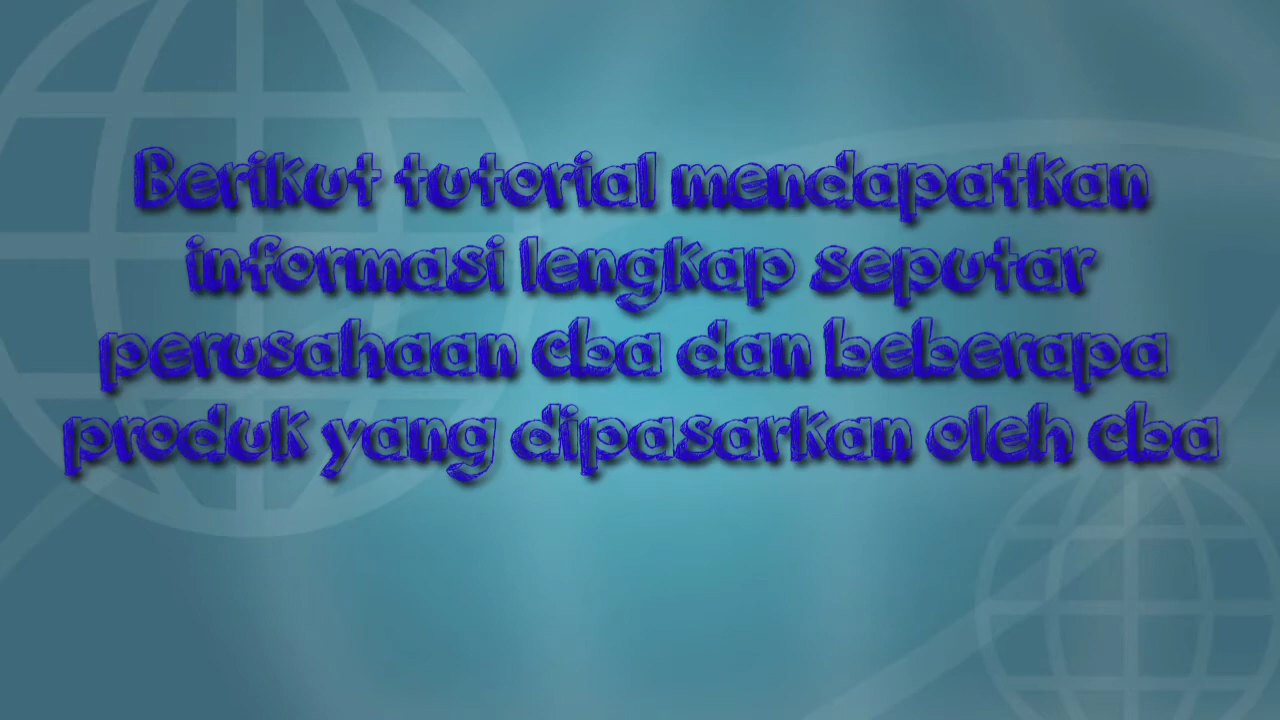 Berikut tutorial mendapatkan
informasi lengkap seputar
perusahaan cba dan beberapa
produk yang dipasarkan oleh cba